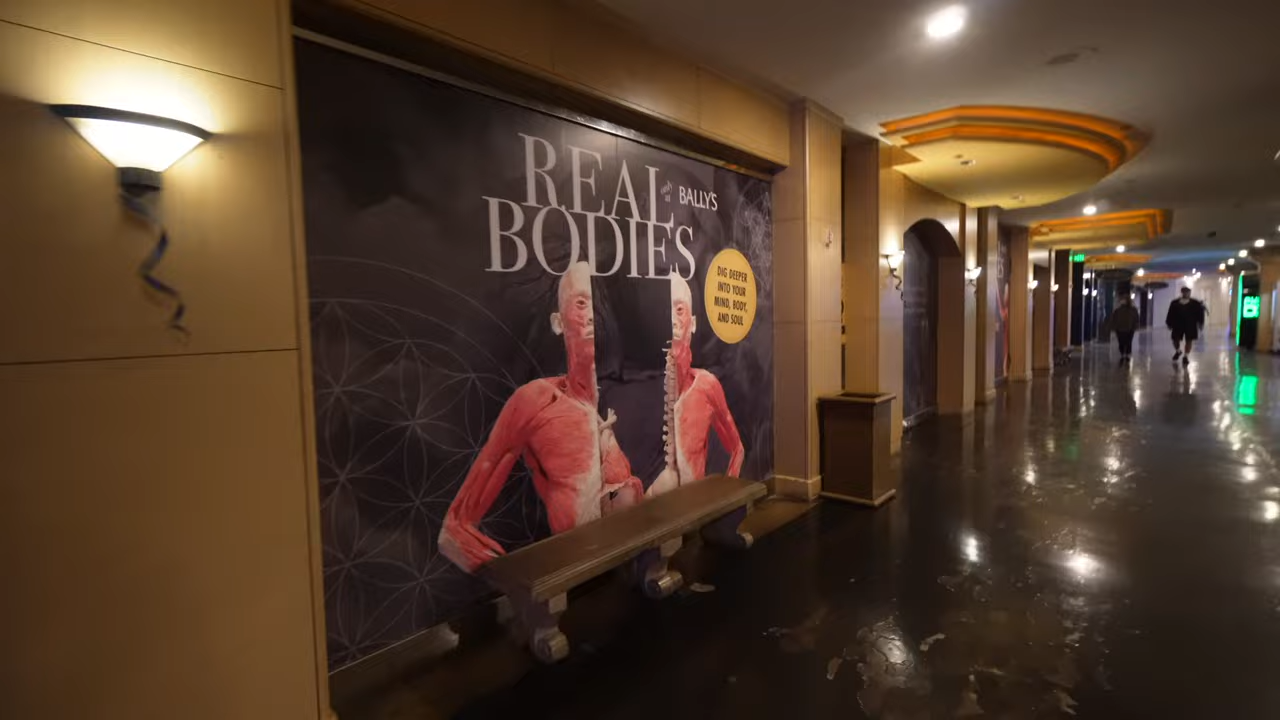 REAL
only at BALLY'S
BODIES
DIG DEEPER
INTO YOUR
MIND, BODY,
AND SOUL